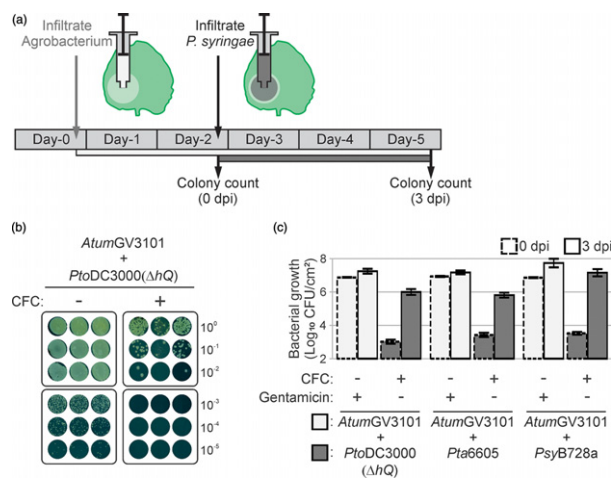 (a)
Infiltrate
Agrobacterium
Infiltrate
P. syringae
Day-0 Day-1 Day-2 Day-3 Day-4 Day-5
Colony count
(0 dpi)
Colony count
(3 dpi)
(b)
AtumGV3101
+
PtoDC3000(ΔhQ)
CFC: - +
10⁰
10⁻¹
10⁻²
10⁻³
10⁻⁴
10⁻⁵
(c)
0 dpi 3 dpi
Bacterial growth
(Log₁₀ CFU/cm²)
8
6
4
2
CFC: - + - + - +
Gentamicin: + - + - + -
: AtumGV3101 AtumGV3101 AtumGV3101
+ + +
: PtoDC3000 Pta6605 PsyB728a
(ΔhQ)